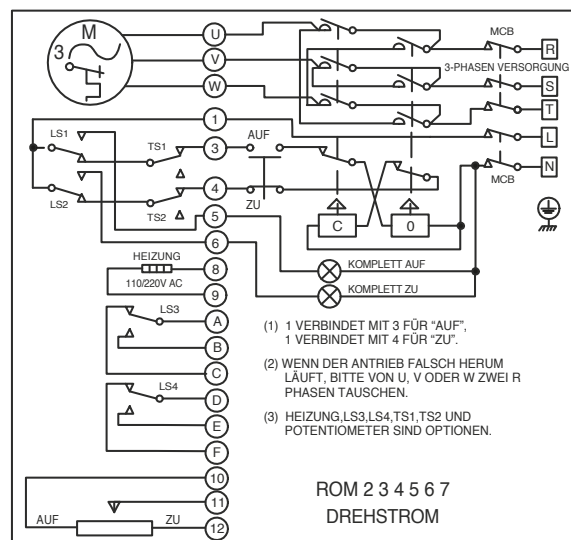 M
3
U
V
W
MCB
R
3-PHASEN VERSORGUNG
S
T
1
L
LS1
TS1
3
AUF
N
MCB
LS2
TS2
4
ZU
5
C
0
6
HEIZUNG
8
KOMPLETT AUF
110/220V AC
9
KOMPLETT ZU
LS3
A
B
C
(1) 1 VERBINDET MIT 3 FÜR “AUF”,
1 VERBINDET MIT 4 FÜR “ZU”.
LS4
D
E
F
(2) WENN DER ANTRIEB FALSCH HERUM
LÄUFT, BITTE VON U, V ODER W ZWEI R
PHASEN TAUSCHEN.
(3) HEIZUNG,LS3,LS4,TS1,TS2 UND
POTENTIOMETER SIND OPTIONEN.
10
11
AUF
ZU
12
ROM 2 3 4 5 6 7
DREHSTROM